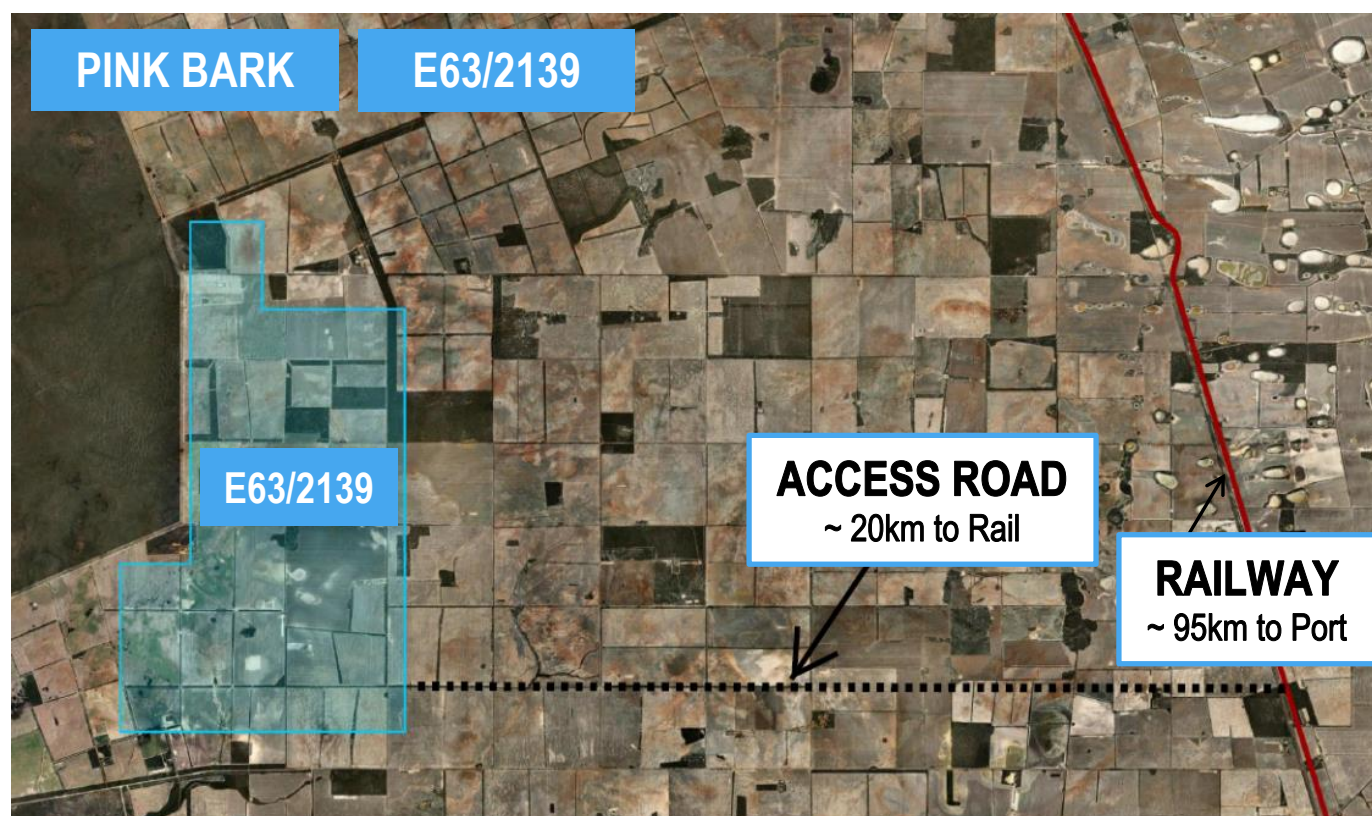 PINK BARK
E63/2139
E63/2139
ACCESS ROAD
~ 20km to Rail
RAILWAY
~ 95km to Port